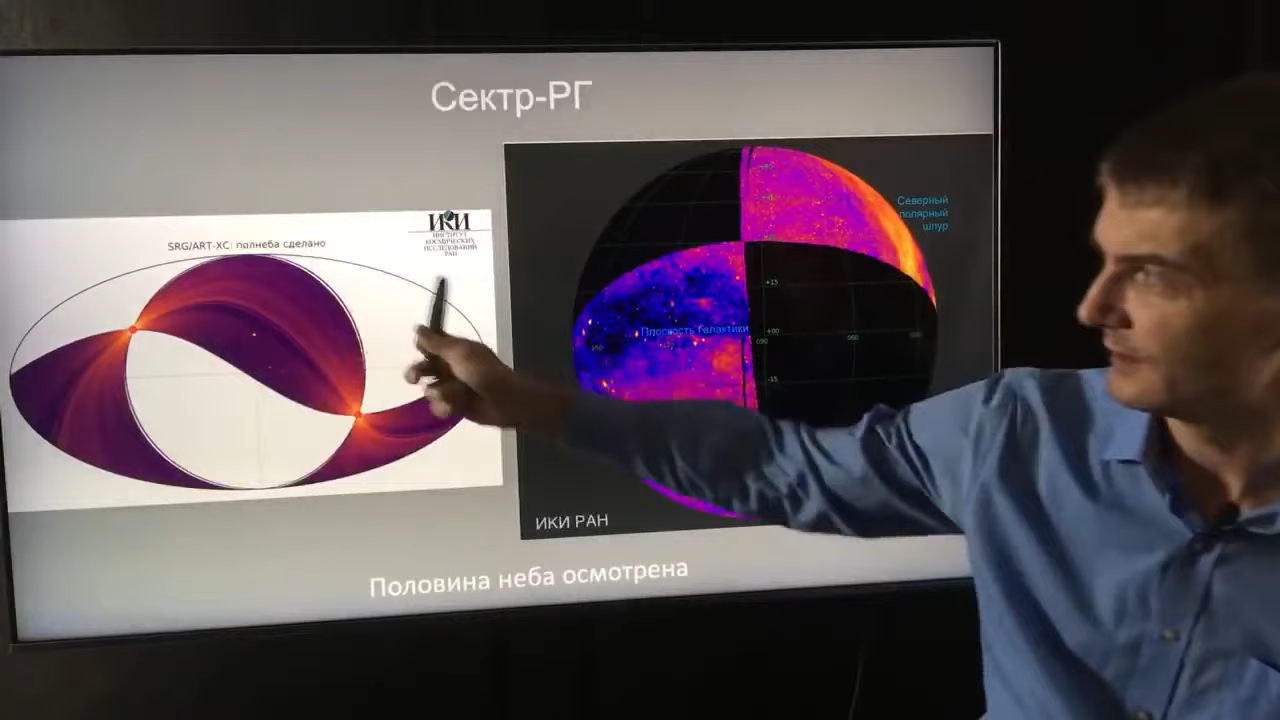 Сектр-РГ
SRG/ART-XC: полнеба сделано
ИКИ
ИНСТИТУТ
КОСМИЧЕСКИХ
ИССЛЕДОВАНИЙ
РАН
Северный
полярный
шпур
+15
Плоскость Галактики
+00
060
-15
ИКИ РАН
Половина неба осмотрена